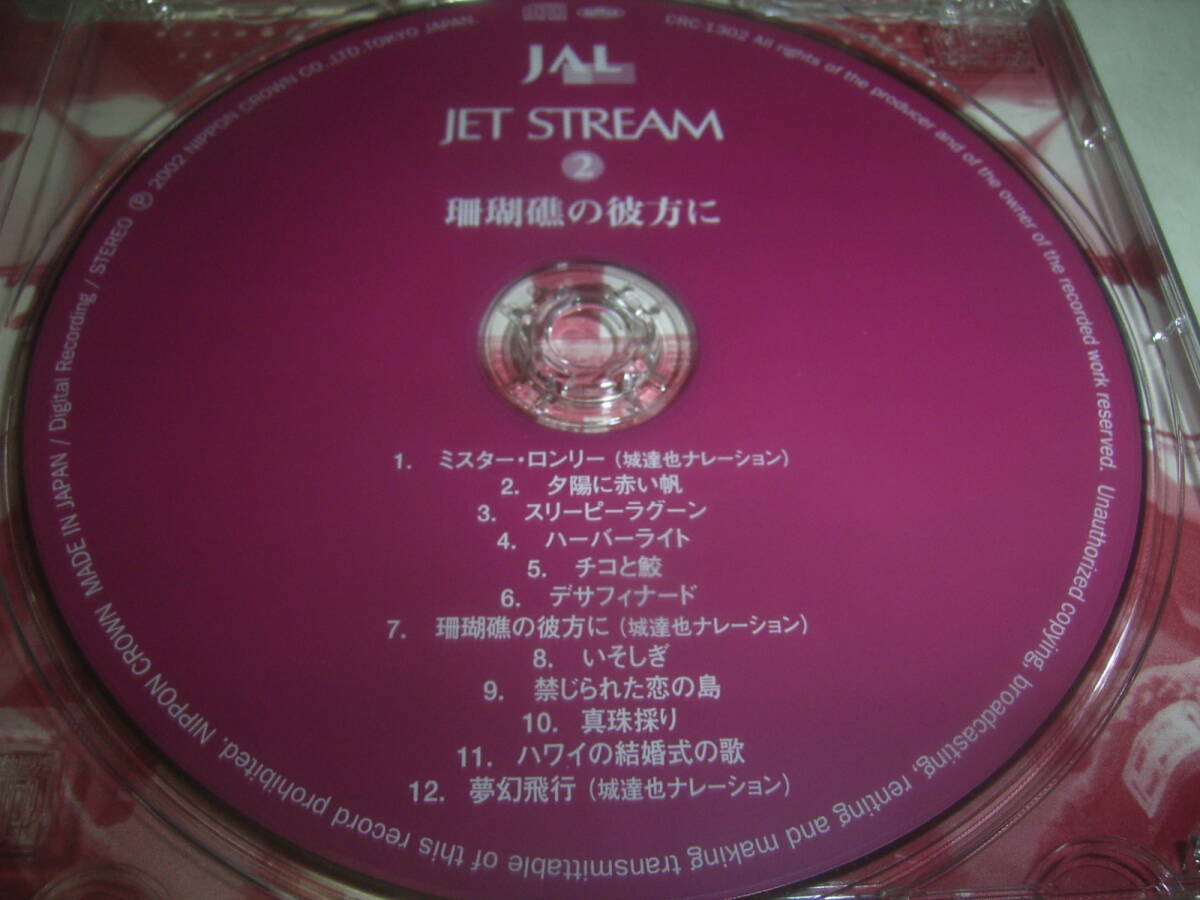 JAL
JET STREAM
2
珊瑚礁の彼方に
1. ミスター・ロンリー (城達也ナレーション)
2. 夕陽に赤い帆
3. スリーピーラグーン
4. ハーバーライト
5. チコと鮫
6. デサフィナード
7. 珊瑚礁の彼方に (城達也ナレーション)
8. いそしぎ
9. 禁じられた恋の島
10. 真珠採り
11. ハワイの結婚式の歌
12. 夢幻飛行 (城達也ナレーション)
NIPPON CROWN MADE IN JAPAN / Digital Recording / STEREO Ⓟ 2002 NIPPON CROWN CO.,LTD.TOKYO JAPAN.
CRC-1302 All rights of the producer and of the owner of the recorded work reserved. Unauthorized copying, broadcasting, renting and making transmittable of this record prohibited.